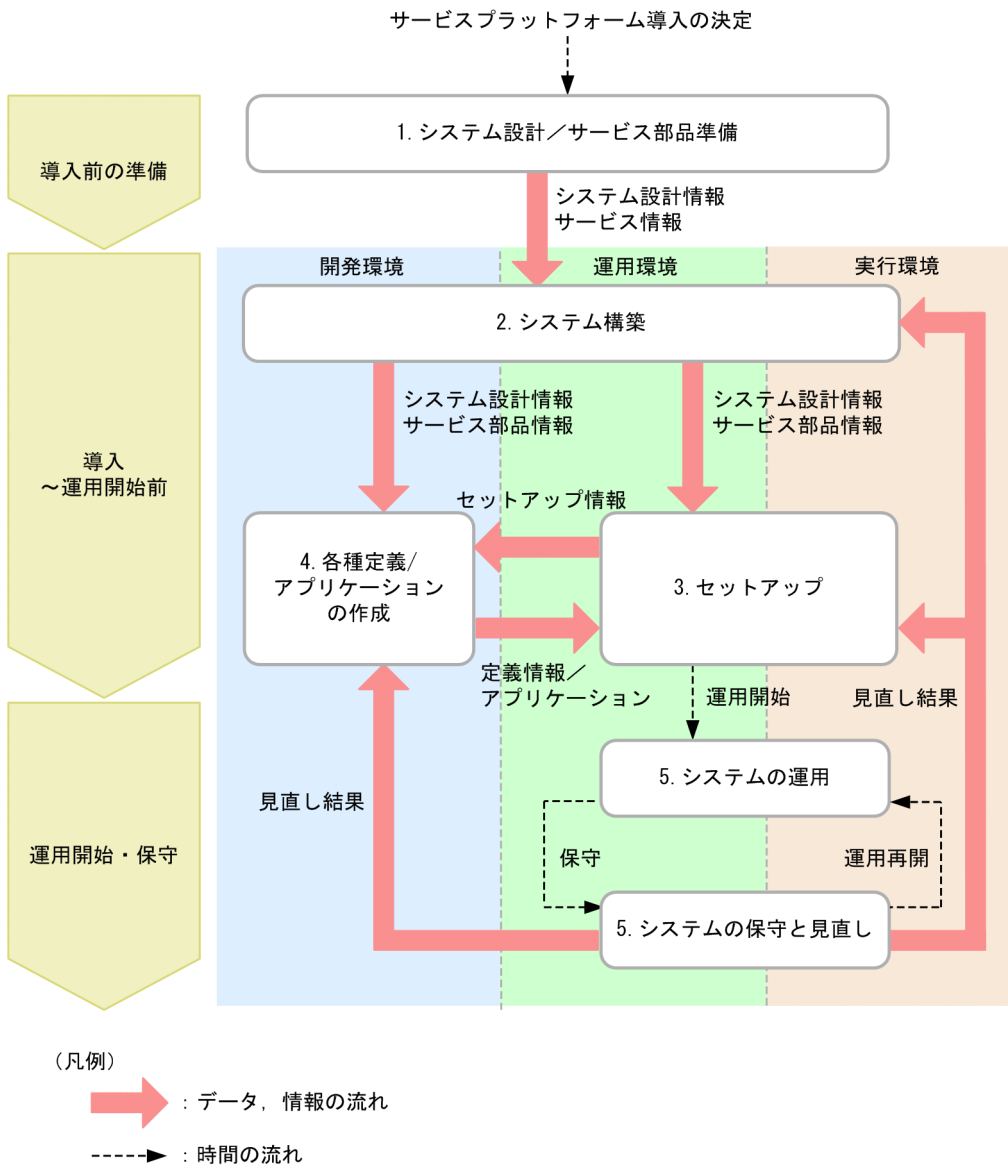 サービスプラットフォーム導入の決定
導入前の準備
1. システム設計／サービス部品準備
システム設計情報
サービス情報
開発環境
運用環境
実行環境
2. システム構築
システム設計情報
サービス部品情報
システム設計情報
サービス部品情報
導入
～運用開始前
セットアップ情報
4. 各種定義/
アプリケーション
の作成
3. セットアップ
定義情報／
アプリケーション
運用開始
見直し結果
5. システムの運用
見直し結果
運用開始・保守
保守
運用再開
5. システムの保守と見直し
（凡例）
：データ，情報の流れ
：時間の流れ